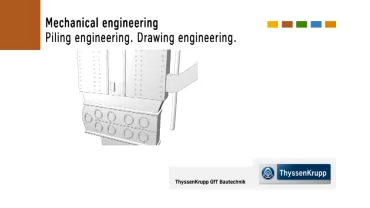 Mechanical engineering
Piling engineering. Drawing engineering.
ThyssenKrupp GfT Bautechnik
ThyssenKrupp